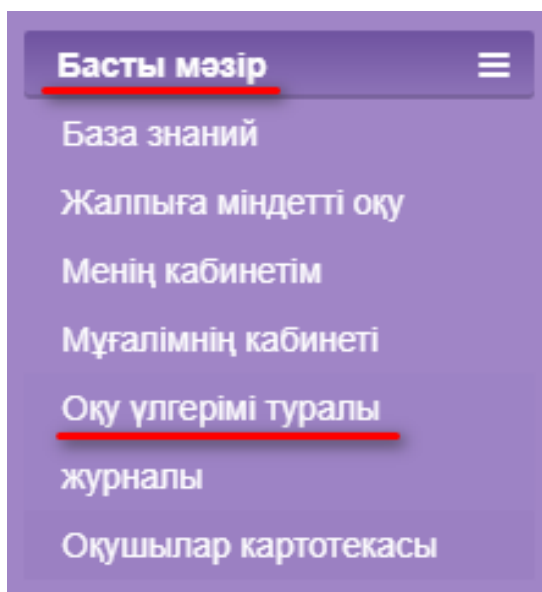 Басты мәзір
База знаний
Жалпыға міндетті оқу
Менің кабинетім
Мұғалімнің кабинеті
Оқу үлгерімі туралы
журналы
Оқушылар картотекасы